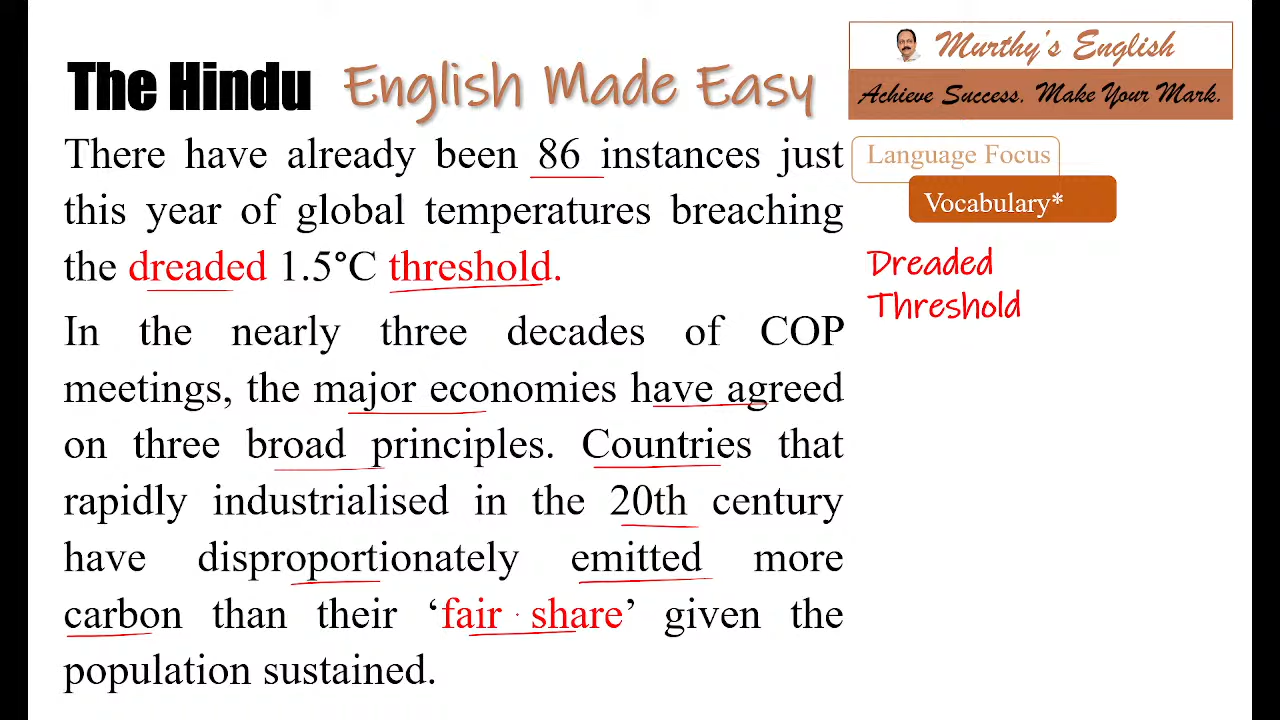 The Hindu English Made Easy
Murthy's English
Achieve Success. Make Your Mark.
There have already been 86 instances just
this year of global temperatures breaching
the dreaded 1.5°C threshold.
In the nearly three decades of COP
meetings, the major economies have agreed
on three broad principles. Countries that
rapidly industrialised in the 20th century
have disproportionately emitted more
carbon than their ‘fair share’ given the
population sustained.
Language Focus
Vocabulary*
Dreaded
Threshold